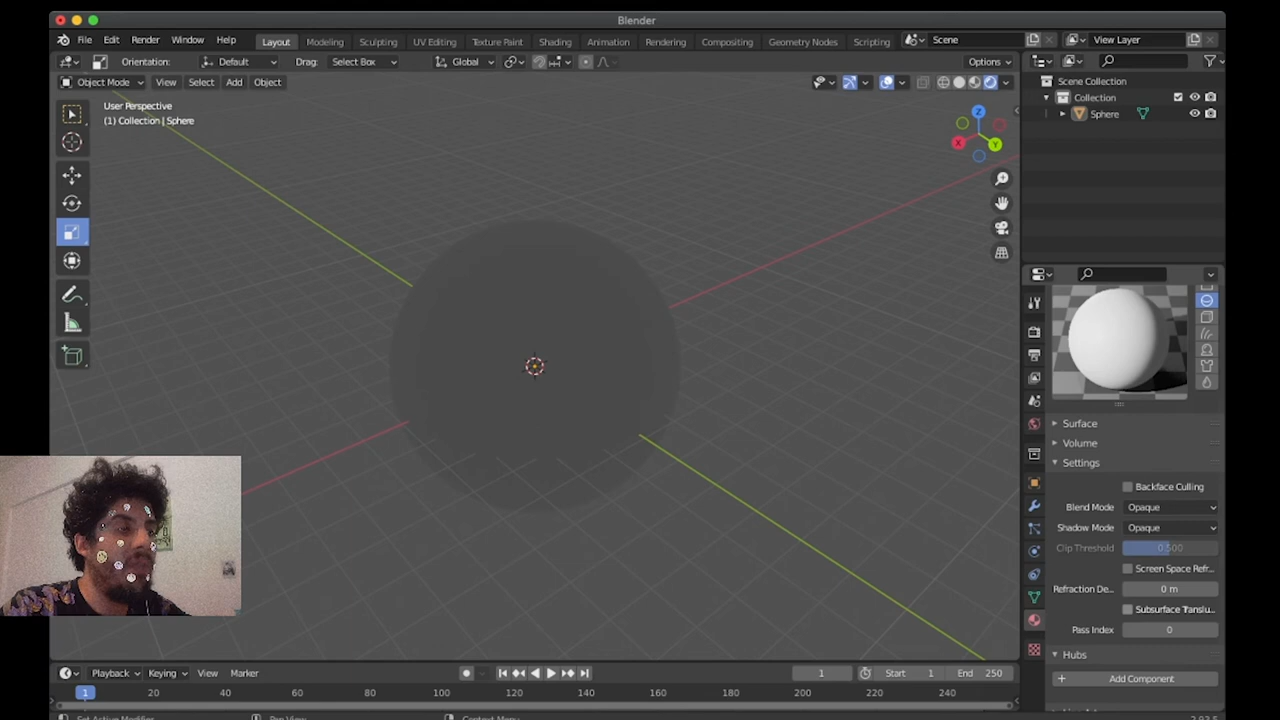 Blender
File Edit Render Window Help Layout Modeling Sculpting UV Editing Texture Paint Shading Animation Rendering Compositing Geometry Nodes Scripting Scene View Layer
Orientation: Default Drag: Select Box Global Options
Object Mode View Select Add Object
User Perspective
(1) Collection | Sphere
Z
X
Y
Scene Collection
Collection
Sphere
Surface
Volume
Settings
Backface Culling
Blend Mode Opaque
Shadow Mode Opaque
Clip Threshold 0.500
Screen Space Refr...
Refraction De... 0 m
Subsurface Translu...
Pass Index 0
Hubs
Add Component
Playback Keying View Marker 1 Start 1 End 250
1 20 40 60 80 100 120 140 160 180 200 220 240